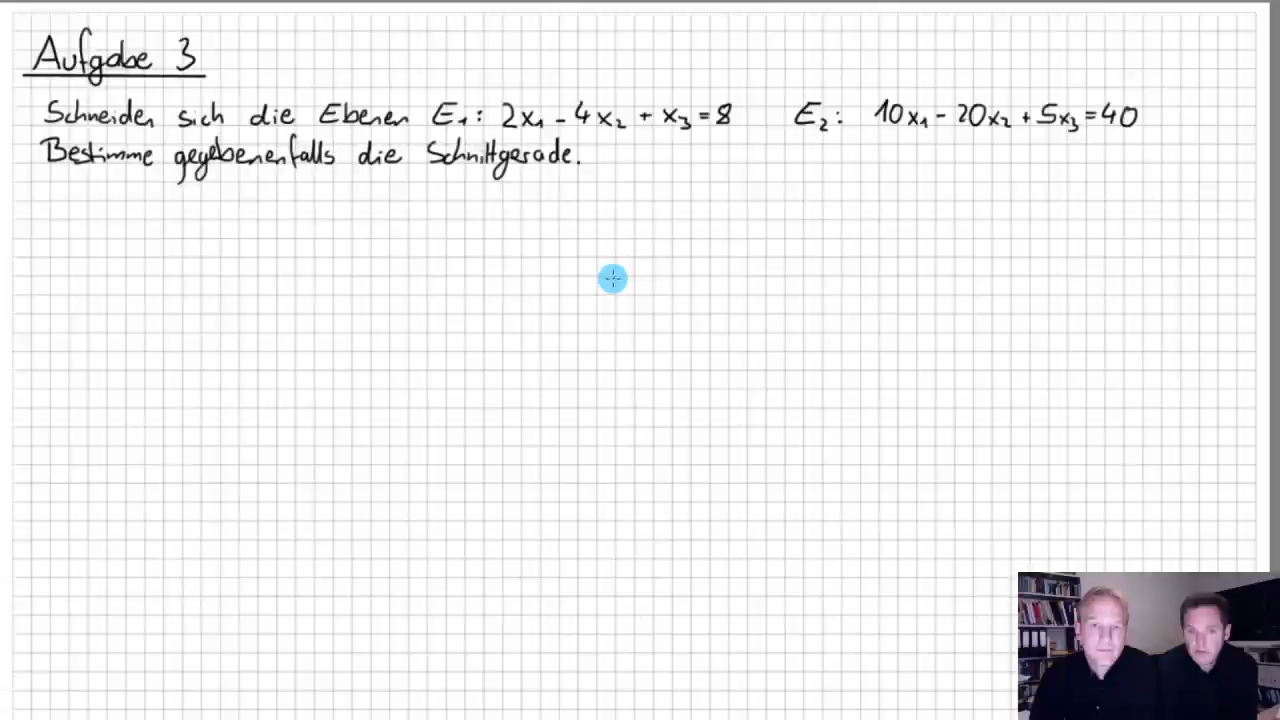 Aufgabe 3
Schneiden sich die Ebenen E₁: 2x₁ - 4x₂ + x₃ = 8 E₂: 10x₁ - 20x₂ + 5x₃ = 40
Bestimme gegebenenfalls die Schnittgerade.